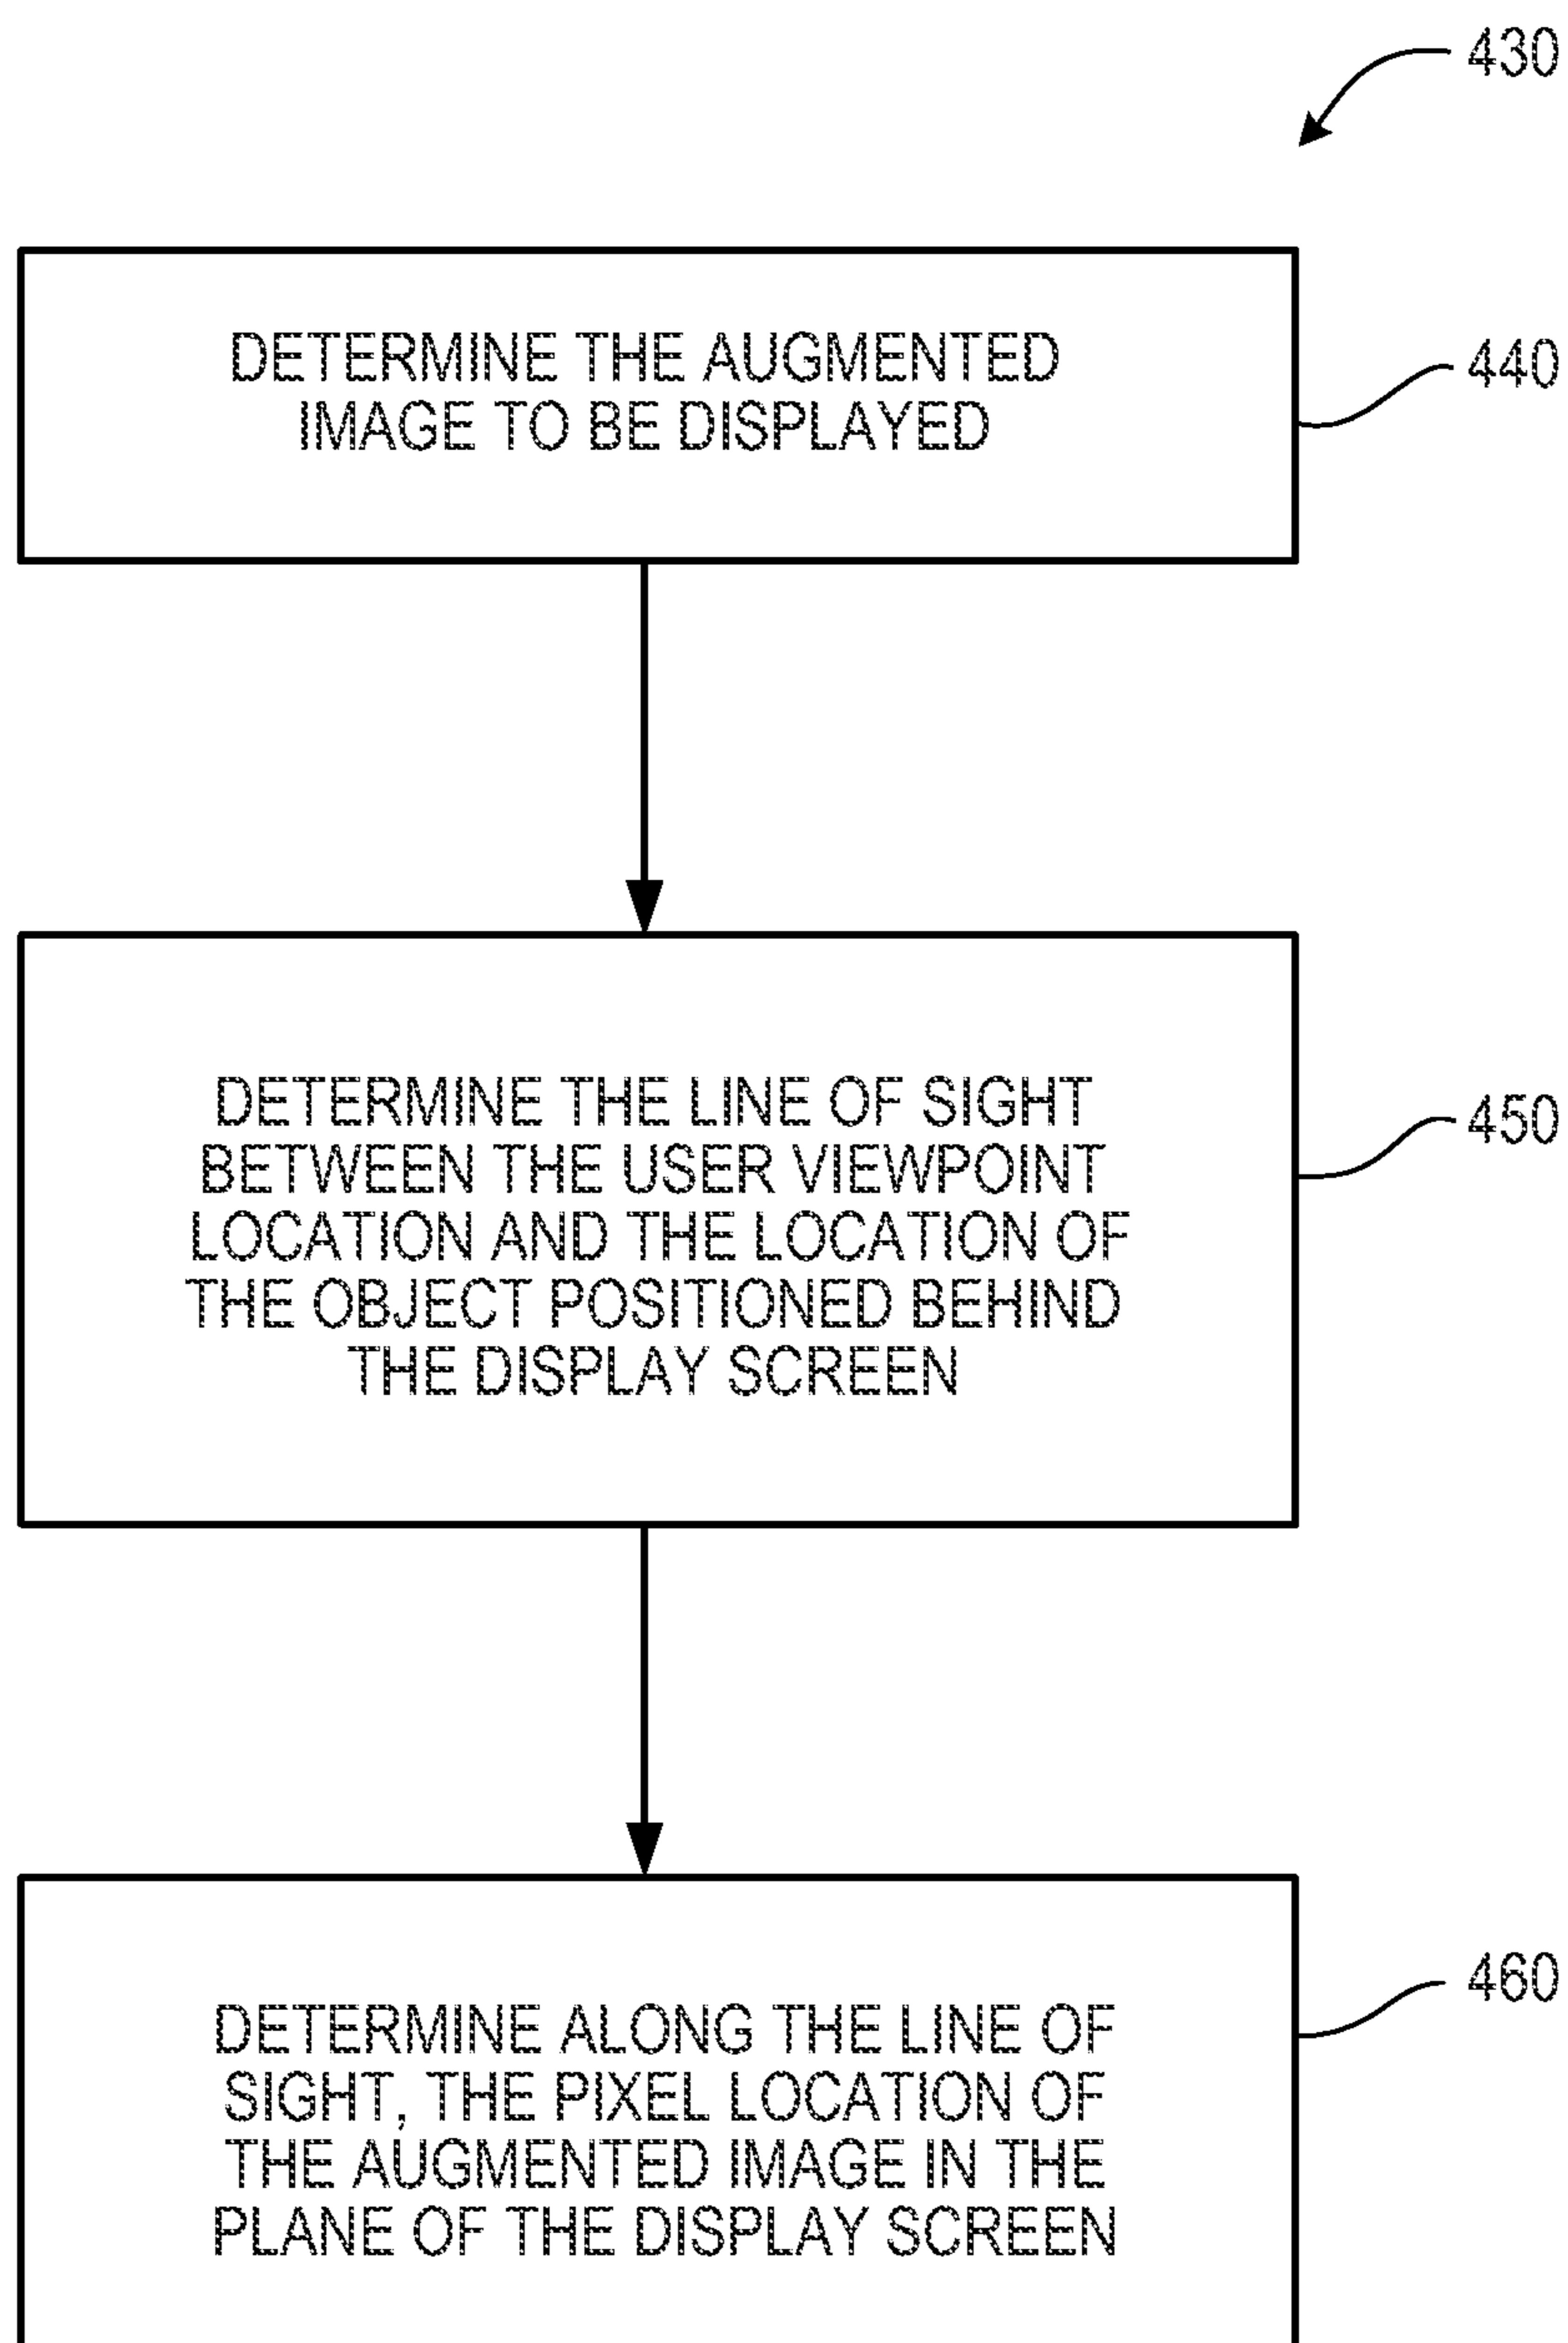 430
DETERMINE THE AUGMENTED
IMAGE TO BE DISPLAYED
440
DETERMINE THE LINE OF SIGHT
BETWEEN THE USER VIEWPOINT
LOCATION AND THE LOCATION OF
THE OBJECT POSITIONED BEHIND
THE DISPLAY SCREEN
450
DETERMINE ALONG THE LINE OF
SIGHT, THE PIXEL LOCATION OF
THE AUGMENTED IMAGE IN THE
PLANE OF THE DISPLAY SCREEN
460